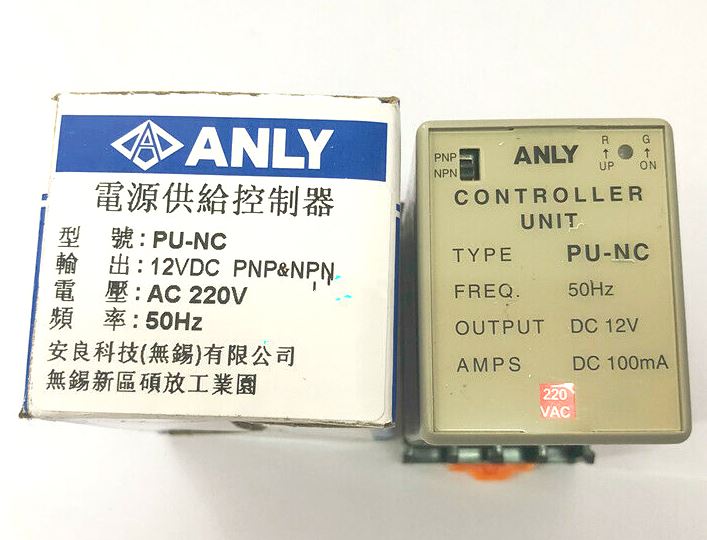 ANLY
電源供給控制器
型 號:PU-NC
輸 出:12VDC PNP&NPN
電 壓:AC 220V
頻 率:50Hz
安良科技(無錫)有限公司
無錫新區碩放工業園
PNP
NPN
ANLY
R G
↑ ↑
UP ON
CONTROLLER
UNIT
TYPE PU-NC
FREQ. 50Hz
OUTPUT DC 12V
AMPS DC 100mA
220
VAC